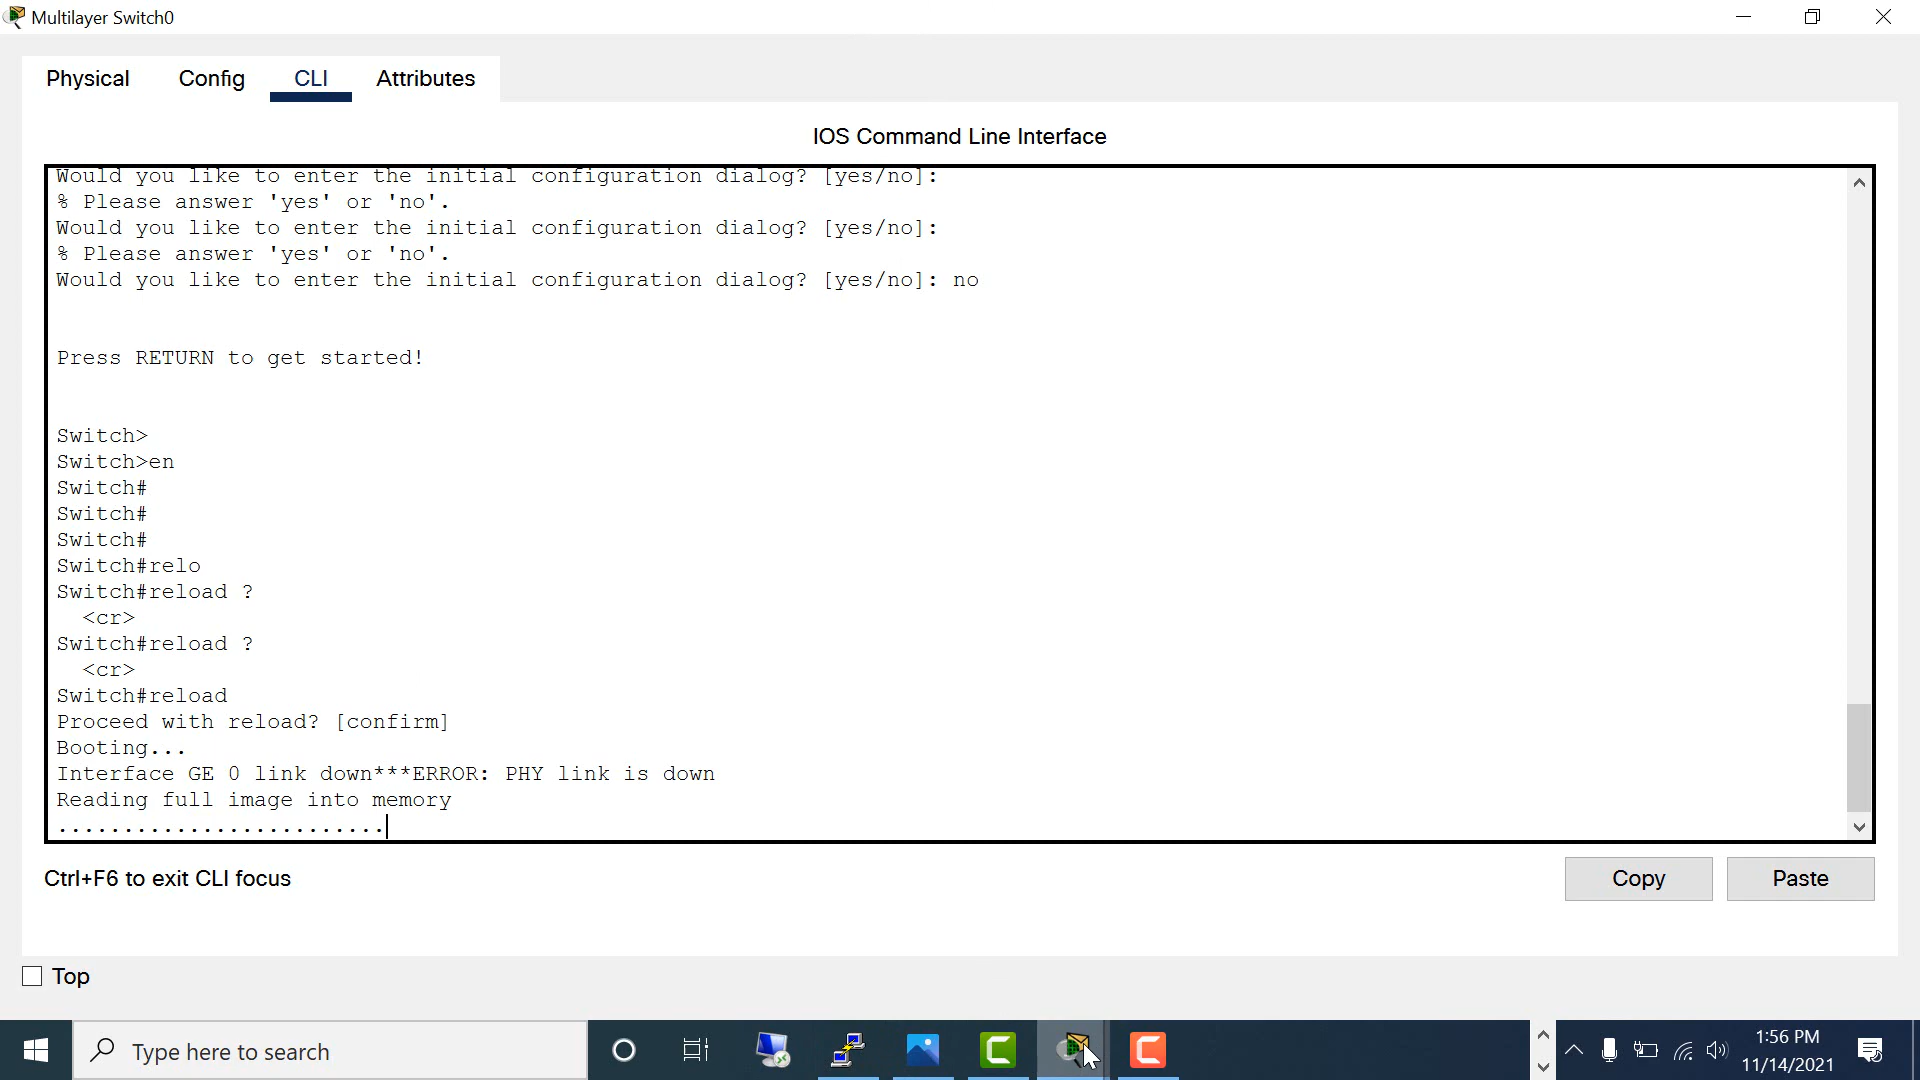 Multilayer Switch0
Physical Config CLI Attributes
IOS Command Line Interface
Would you like to enter the initial configuration dialog? [yes/no]:
% Please answer 'yes' or 'no'.
Would you like to enter the initial configuration dialog? [yes/no]:
% Please answer 'yes' or 'no'.
Would you like to enter the initial configuration dialog? [yes/no]: no
Press RETURN to get started!
Switch>
Switch>en
Switch#
Switch#
Switch#
Switch#relo
Switch#reload ?
<cr>
Switch#reload ?
<cr>
Switch#reload
Proceed with reload? [confirm]
Booting...
Interface GE 0 link down***ERROR: PHY link is down
Reading full image into memory
.........................
Ctrl+F6 to exit CLI focus
Copy Paste
Top
Type here to search
1:56 PM
11/14/2021